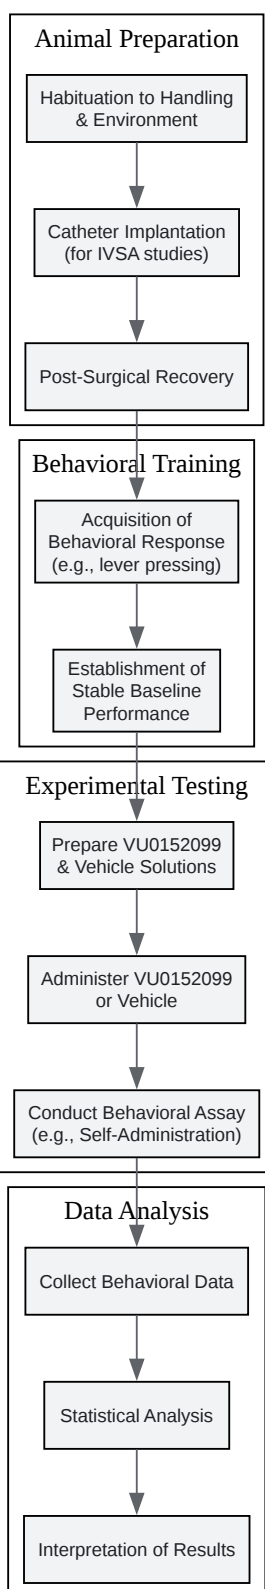 Animal Preparation
Habituation to Handling
& Environment
Catheter Implantation
(for IVSA studies)
Post-Surgical Recovery
Behavioral Training
Acquisition of
Behavioral Response
(e.g., lever pressing)
Establishment of
Stable Baseline
Performance
Experimental Testing
Prepare VU0152099
& Vehicle Solutions
Administer VU0152099
or Vehicle
Conduct Behavioral Assay
(e.g., Self-Administration)
Data Analysis
Collect Behavioral Data
Statistical Analysis
Interpretation of Results